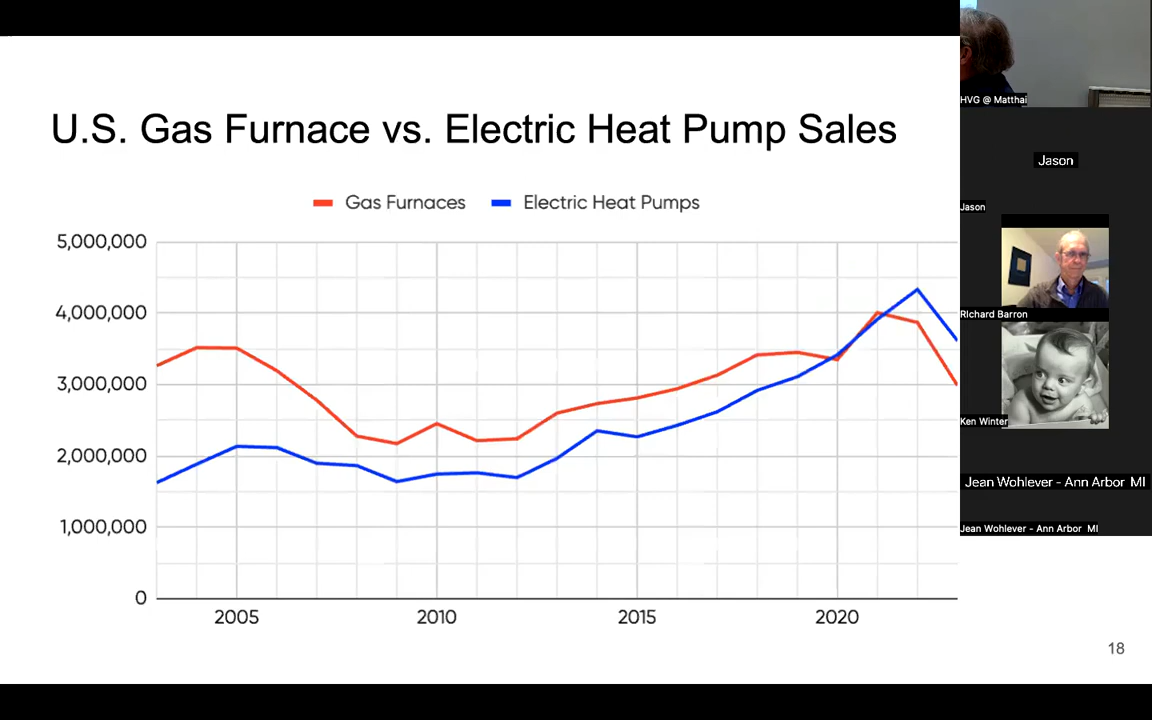 U.S. Gas Furnace vs. Electric Heat Pump Sales
Gas Furnaces Electric Heat Pumps
5,000,000
4,000,000
3,000,000
2,000,000
1,000,000
0
2005 2010 2015 2020
18
HVG @ Matthai
Jason
Jason
RIchard Barron
Ken Winter
Jean Wohlever - Ann Arbor MI
Jean Wohlever - Ann Arbor MI